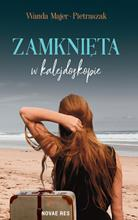 Wanda Majer-Pietraszak
ZAMKNIĘTA
w kalejdoskopie
NOVAE RES